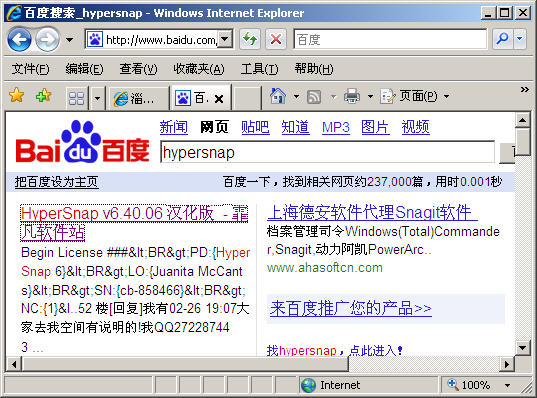 百度搜索_hypersnap - Windows Internet Explorer
http://www.baidu.com
百度
文件(F) 编辑(E) 查看(V) 收藏夹(A) 工具(T) 帮助(H)
淄... 百. 页面(P)
Bai du 百度
新闻 网页 贴吧 知道 MP3 图片 视频
hypersnap
把百度设为主页 百度一下，找到相关网页约237,000篇，用时0.001秒
HyperSnap v6.40.06 汉化版 - 霏
凡软件站
Begin License ###&lt;BR&gt;PD:{Hyper
Snap 6}&lt;BR&gt;LO:{Juanita McCant
s}&lt;BR&gt;SN:{cb-858466}&lt;BR&gt;
NC:{1}&l..52 楼[回复]我有02-26 19:07大
家去我空间有说明的!我QQ27228744
3 ...
上海德安软件代理Snagit软件
档案管理司令Windows(Total)Comman­de
r,Snagit,动力阿凯PowerArc..
www.ahasoftcn.com
来百度推广您的产品>>
找hypersnap，点此进入!
Internet 100%